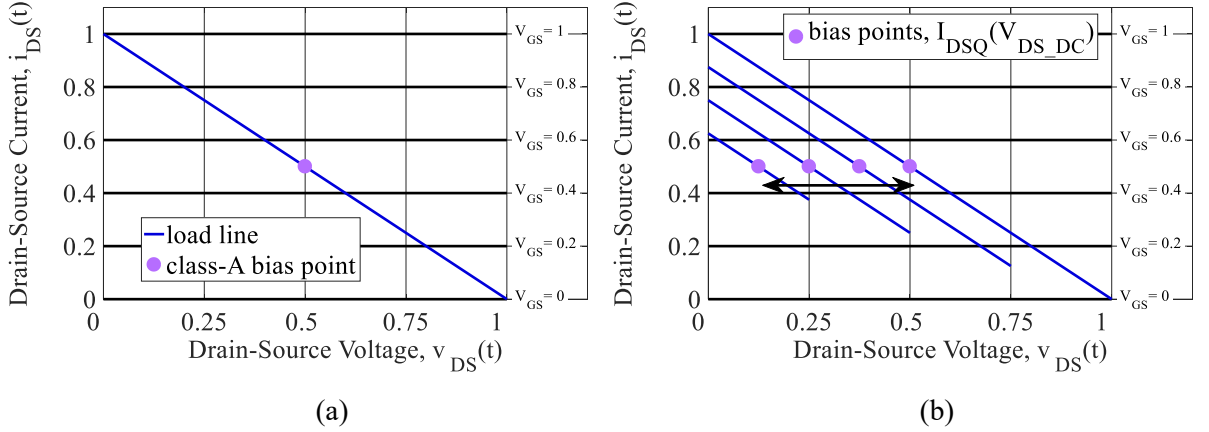 Drain-Source Current, i_DS(t)
1
0.8
0.6
0.4
0.2
0
V_GS = 1
V_GS = 0.8
V_GS = 0.6
V_GS = 0.4
V_GS = 0.2
V_GS = 0
load line
class-A bias point
0 0.25 0.5 0.75 1
Drain-Source Voltage, v_DS(t)
(a)
Drain-Source Current, i_DS(t)
bias points, I_DSQ(V_DS_DC)
1
0.8
0.6
0.4
0.2
0
V_GS = 1
V_GS = 0.8
V_GS = 0.6
V_GS = 0.4
V_GS = 0.2
V_GS = 0
0 0.25 0.5 0.75 1
Drain-Source Voltage, v_DS(t)
(b)